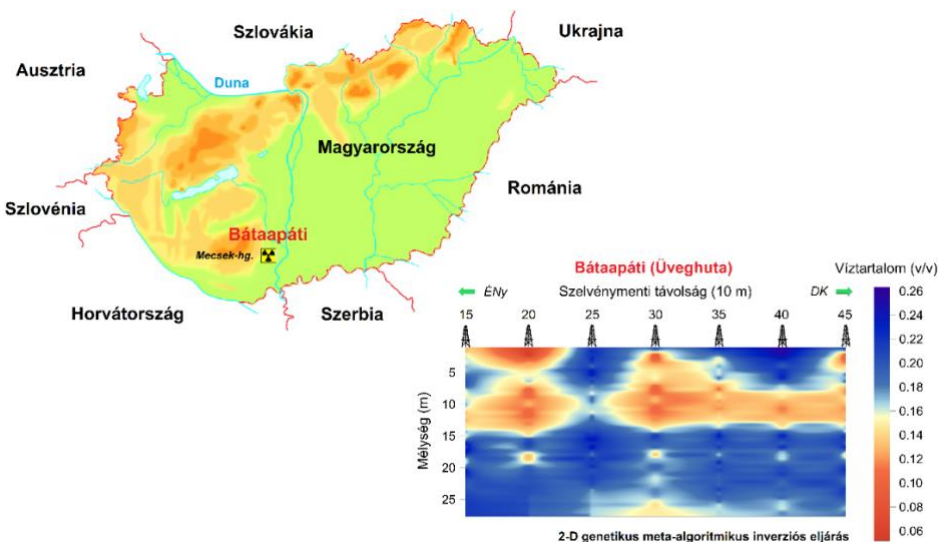 Szlovákia
Ukrajna
Ausztria
Duna
Magyarország
Románia
Szlovénia
Bátaapáti
Mecsek-hg.
Horvátország
Szerbia
Bátaapáti (Üveghuta)
Víztartalom (v/v)
ÉNy
Szelvénymenti távolság (10 m)
DK
15 20 25 30 35 40 45
Mélység (m)
5
10
15
20
25
0.26
0.24
0.22
0.20
0.18
0.16
0.14
0.12
0.10
0.08
0.06
2-D genetikus meta-algoritmikus inverziós eljárás